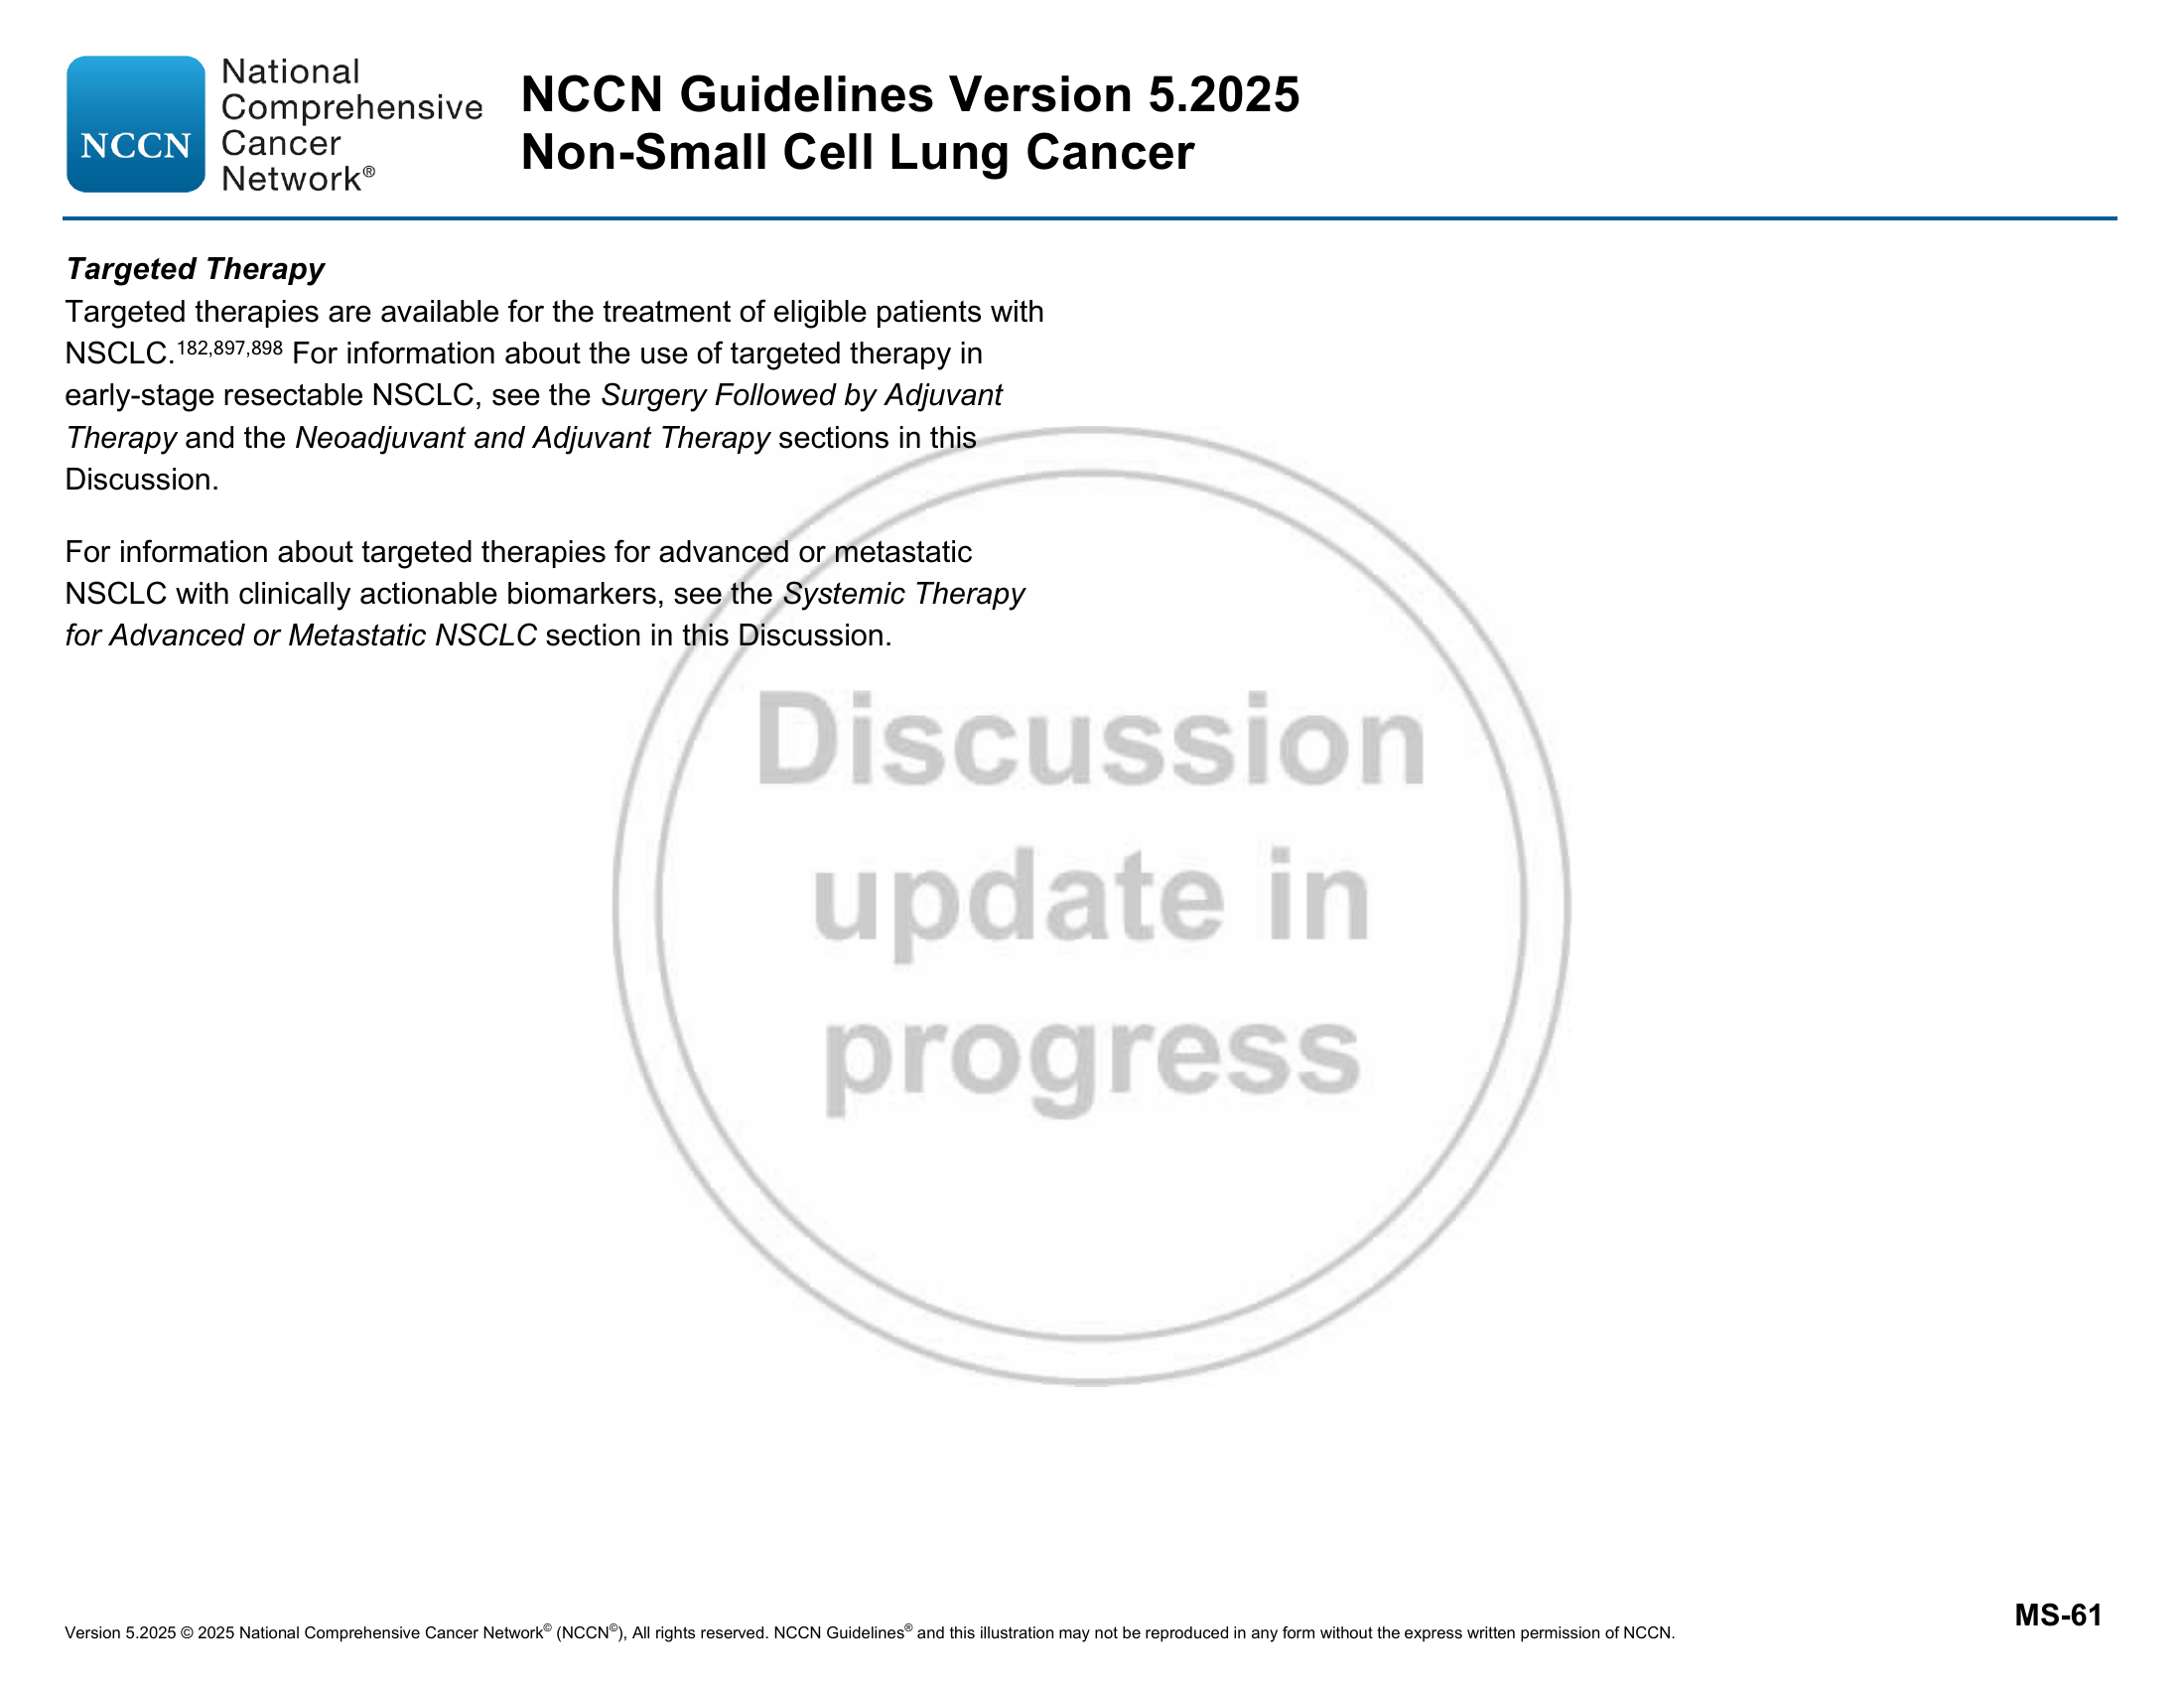 NCCN
National
Comprehensive
Cancer
Network®
NCCN Guidelines Version 5.2025
Non-Small Cell Lung Cancer
Targeted Therapy
Targeted therapies are available for the treatment of eligible patients with
NSCLC.182,897,898 For information about the use of targeted therapy in
early-stage resectable NSCLC, see the Surgery Followed by Adjuvant
Therapy and the Neoadjuvant and Adjuvant Therapy sections in this
Discussion.
For information about targeted therapies for advanced or metastatic
NSCLC with clinically actionable biomarkers, see the Systemic Therapy
for Advanced or Metastatic NSCLC section in this Discussion.
Discussion
update in
progress
MS-61
Version 5.2025 © 2025 National Comprehensive Cancer Network© (NCCN©), All rights reserved. NCCN Guidelines® and this illustration may not be reproduced in any form without the express written permission of NCCN.